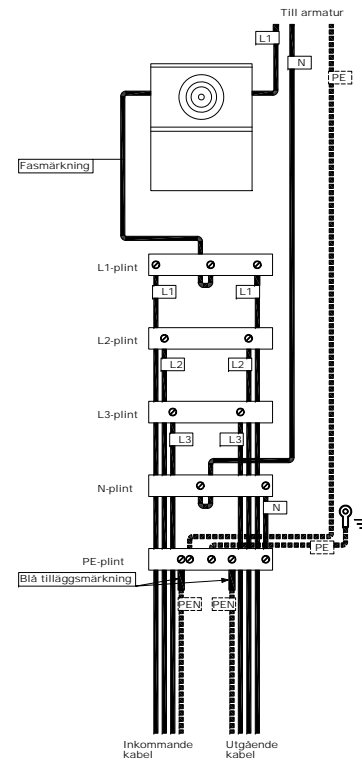 Till armatur
L1
N
PE
Fasmärkning
L1-plint
L1
L1
L2-plint
L2
L2
L3-plint
L3
L3
N-plint
N
PE
PE-plint
Blå tilläggsmärkning
PEN
PEN
Inkommande
kabel
Utgående
kabel